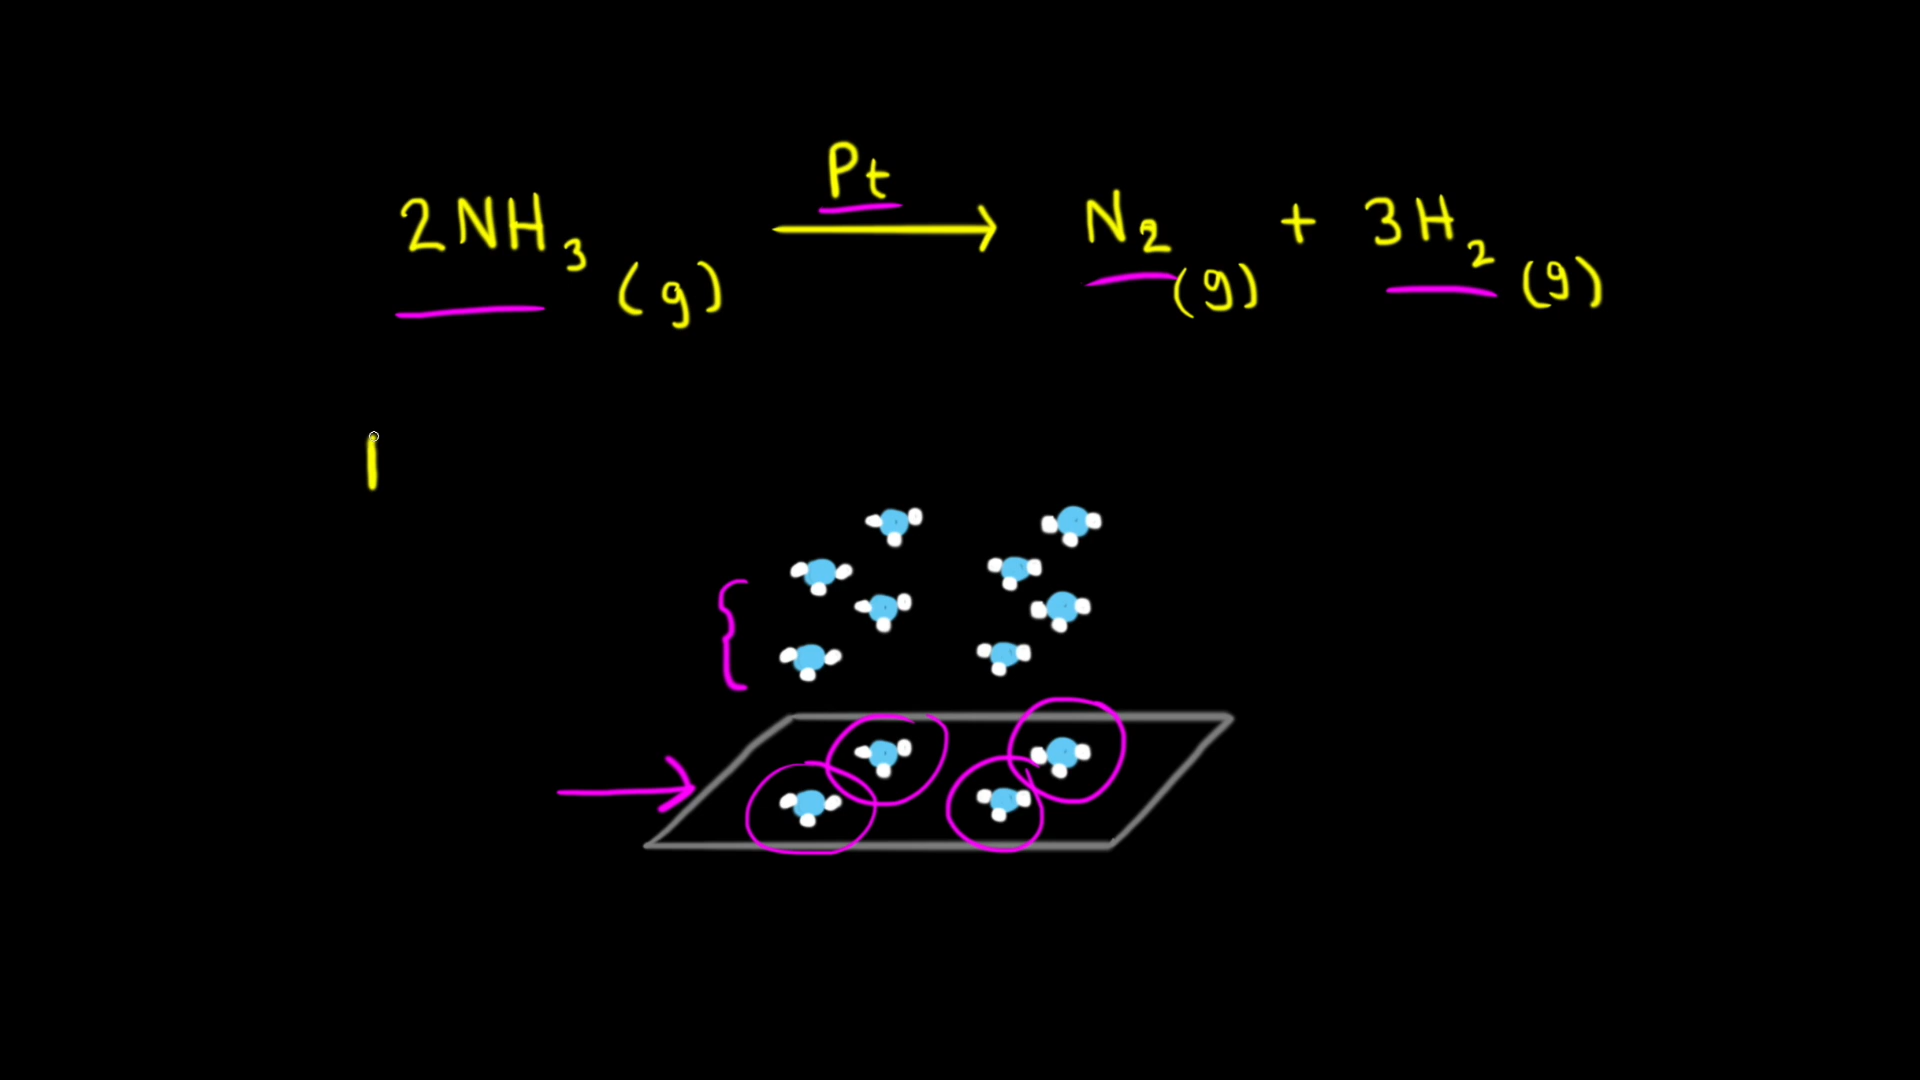 Pt
2NH₃(g) → N₂(g) + 3H₂(g)